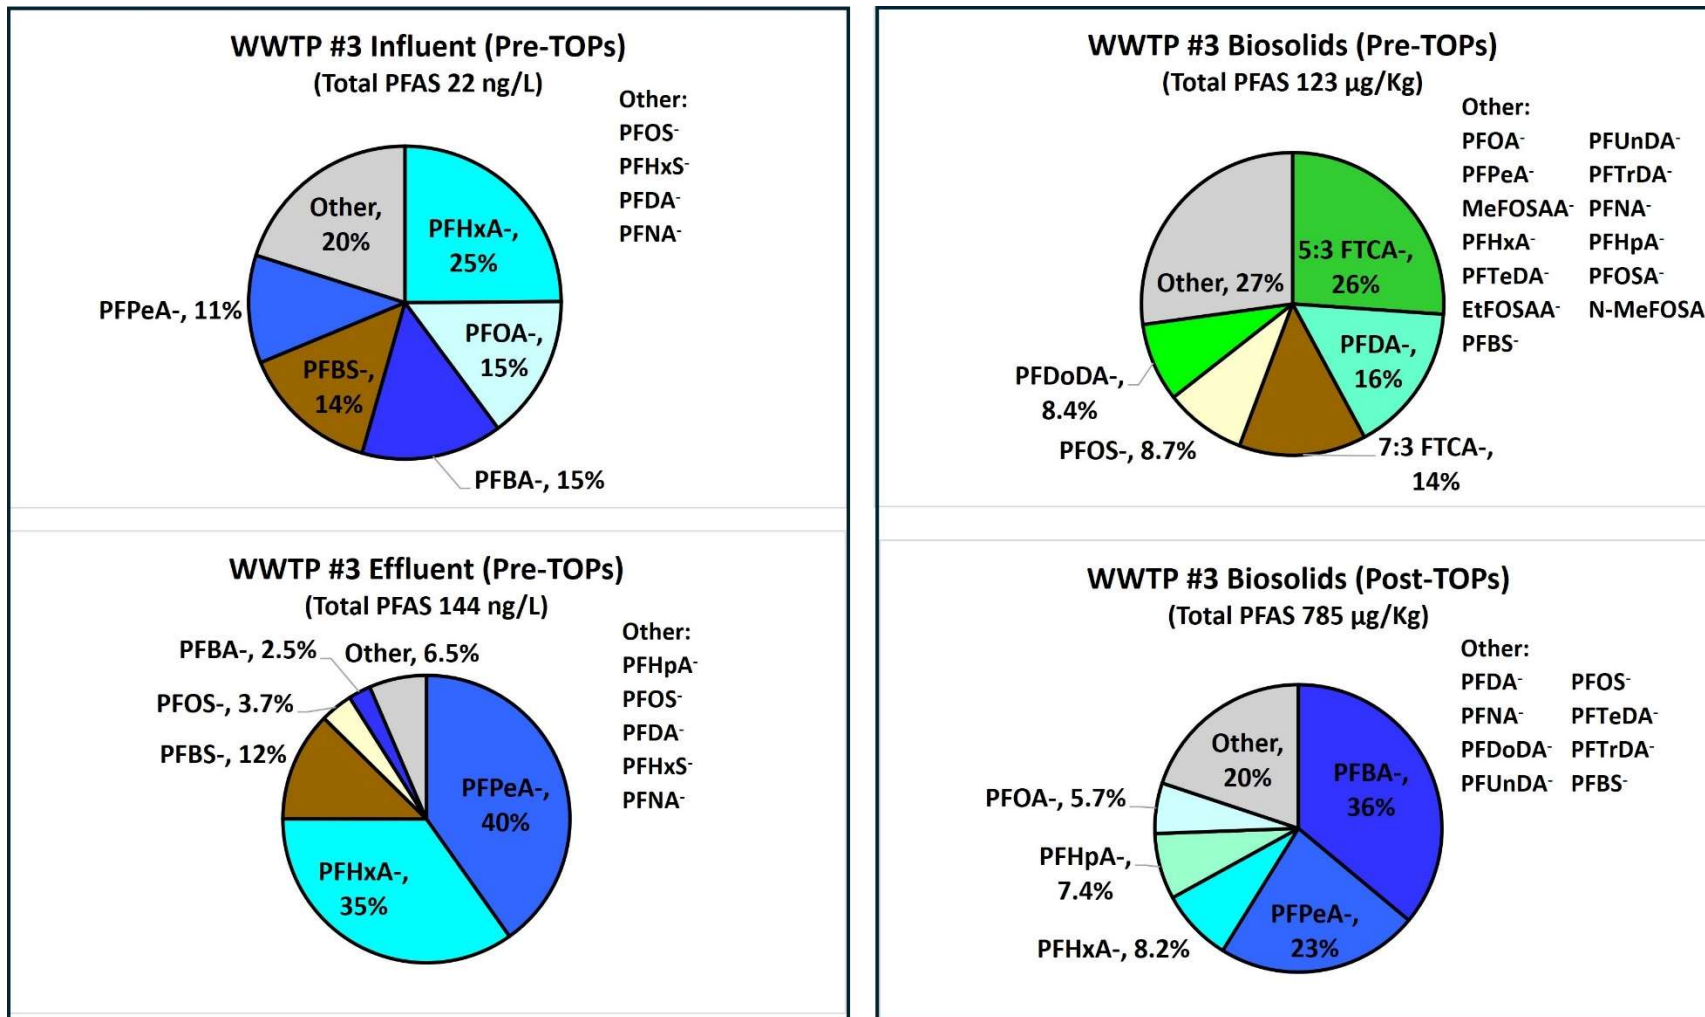 WWTP #3 Influent (Pre-TOPs)
(Total PFAS 22 ng/L)
Other:
PFOS-
PFHxS-
PFDA-
PFNA-
Other,
20%
PFHxA-,
25%
PFOA-,
15%
PFBA-, 15%
PFBS-,
14%
PFPeA-, 11%
WWTP #3 Effluent (Pre-TOPs)
(Total PFAS 144 ng/L)
Other:
PFHpA-
PFOS-
PFDA-
PFHxS-
PFNA-
Other, 6.5%
PFBA-, 2.5%
PFOS-, 3.7%
PFBS-, 12%
PFPeA-,
40%
PFHxA-,
35%
WWTP #3 Biosolids (Pre-TOPs)
(Total PFAS 123 µg/Kg)
Other:
PFOA- PFUnDA-
PFPeA- PFTrDA-
MeFOSAA- PFNA-
PFHxA- PFHpA-
PFTeDA- PFOSA-
EtFOSAA- N-MeFOSA
PFBS-
Other, 27%
5:3 FTCA-,
26%
PFDA-,
16%
7:3 FTCA-,
14%
PFOS-, 8.7%
PFDoDA-,
8.4%
WWTP #3 Biosolids (Post-TOPs)
(Total PFAS 785 µg/Kg)
Other:
PFDA- PFOS-
PFNA- PFTeDA-
PFDoDA- PFTrDA-
PFUnDA- PFBS-
Other,
20%
PFBA-,
36%
PFPeA-,
23%
PFHxA-, 8.2%
PFHpA-,
7.4%
PFOA-, 5.7%